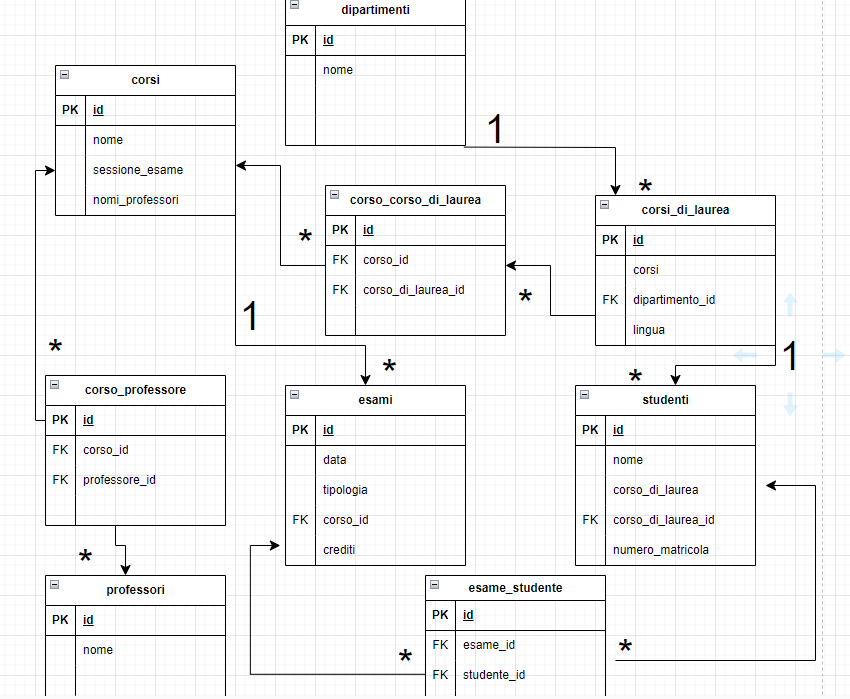 dipartimenti
PK id
nome
corsi
PK id
nome
sessione_esame
nomi_professori
1
*
corso_corso_di_laurea
PK id
FK corso_id
FK corso_di_laurea_id
*
*
corsi_di_laurea
PK id
corsi
FK dipartimento_id
lingua
1
*
1
*
corso_professore
PK id
FK corso_id
FK professore_id
*
*
esami
PK id
data
tipologia
FK corso_id
crediti
studenti
PK id
nome
corso_di_laurea
FK corso_di_laurea_id
numero_matricola
professori
PK id
nome
esame_studente
PK id
FK esame_id
FK studente_id
*
*